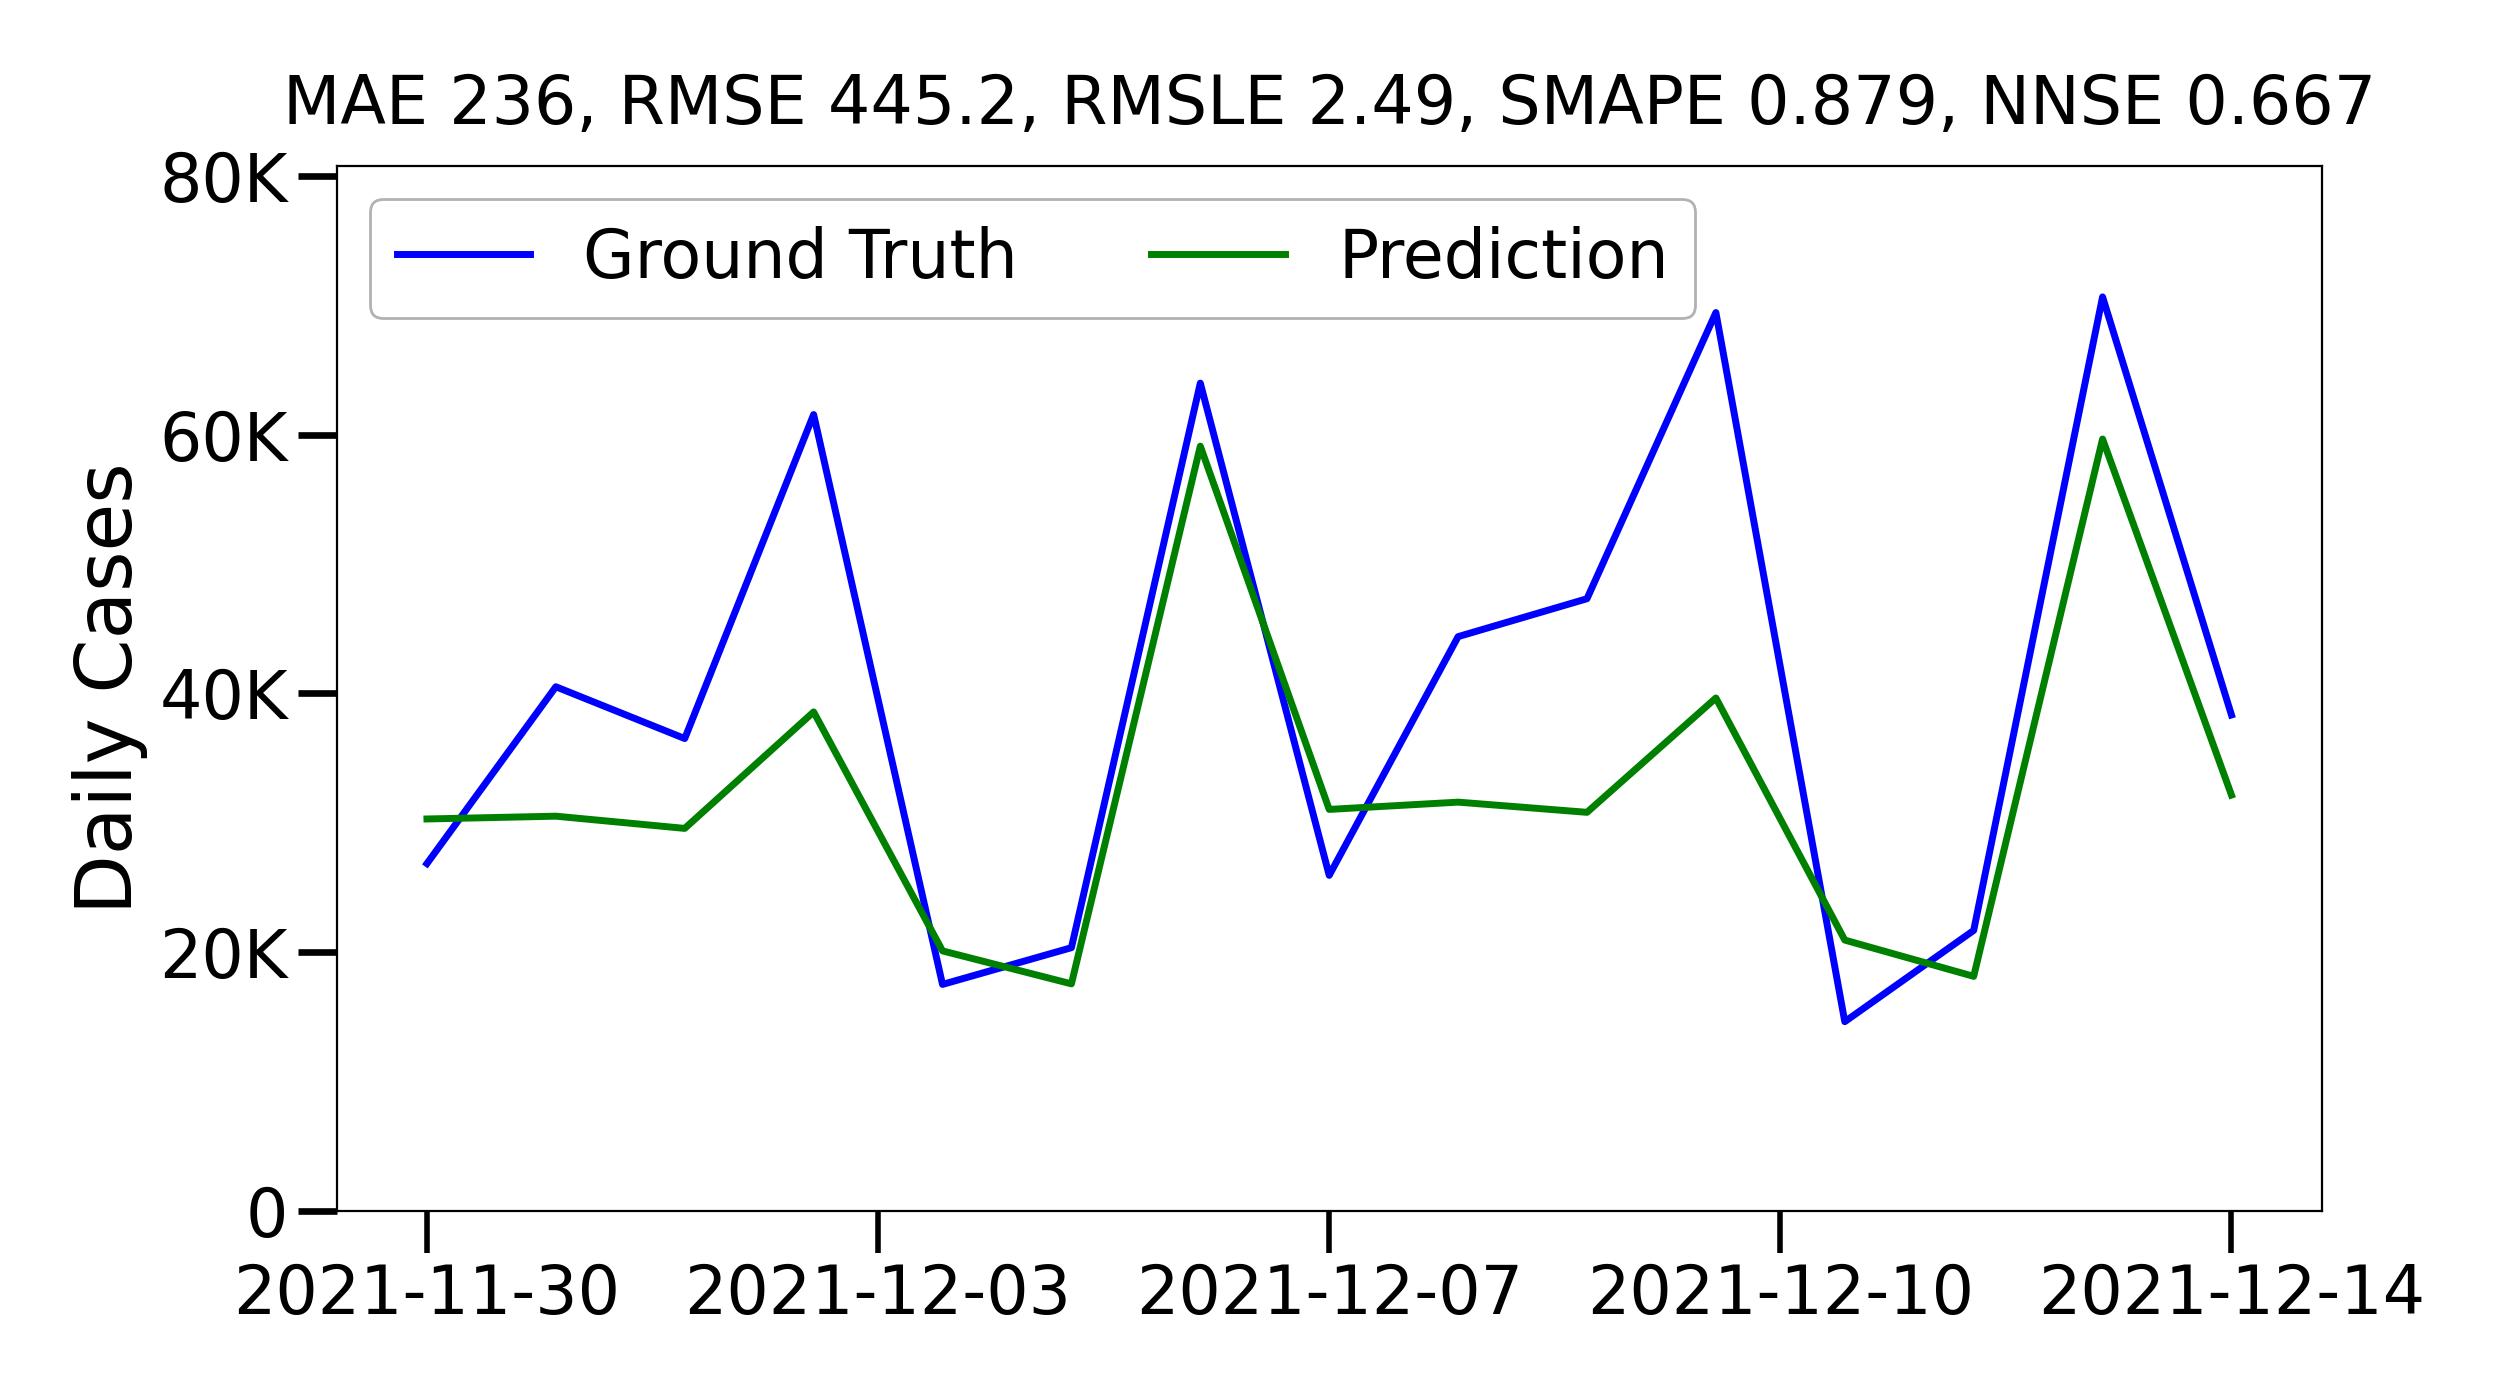 MAE 236, RMSE 445.2, RMSLE 2.49, SMAPE 0.879, NNSE 0.667
80K
Ground Truth
Prediction
60K
40K
20K
0
Daily Cases
2021-11-30
2021-12-03
2021-12-07
2021-12-10
2021-12-14